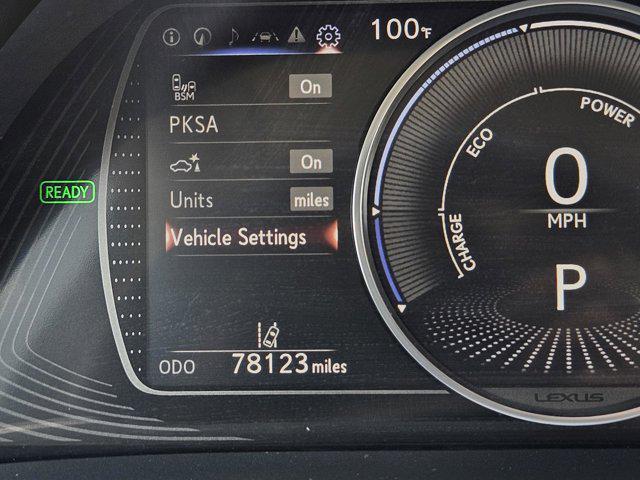 100°F
BSM On
PKSA
On
READY
Units miles
Vehicle Settings
ODO 78123 miles
CHARGE
ECO
POWER
0
MPH
P
LEXUS